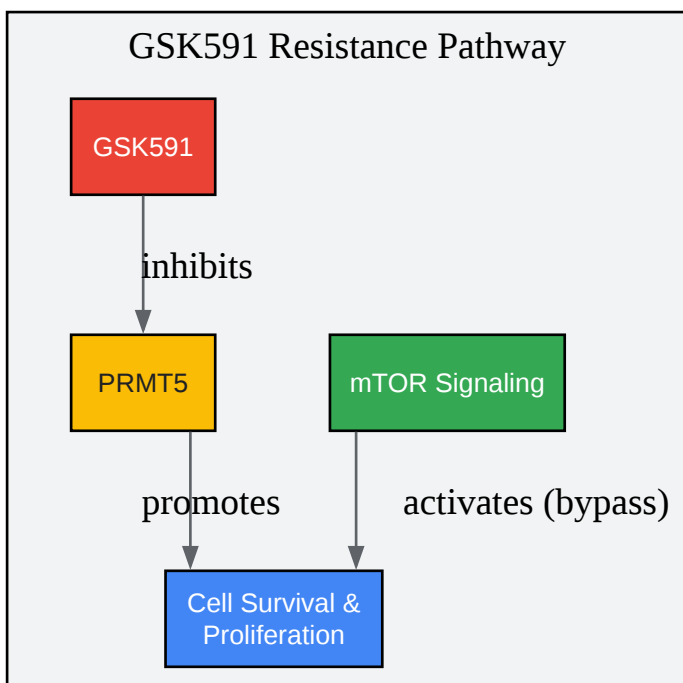 GSK591 Resistance Pathway
GSK591
inhibits
PRMT5
mTOR Signaling
promotes
activates (bypass)
Cell Survival &
Proliferation